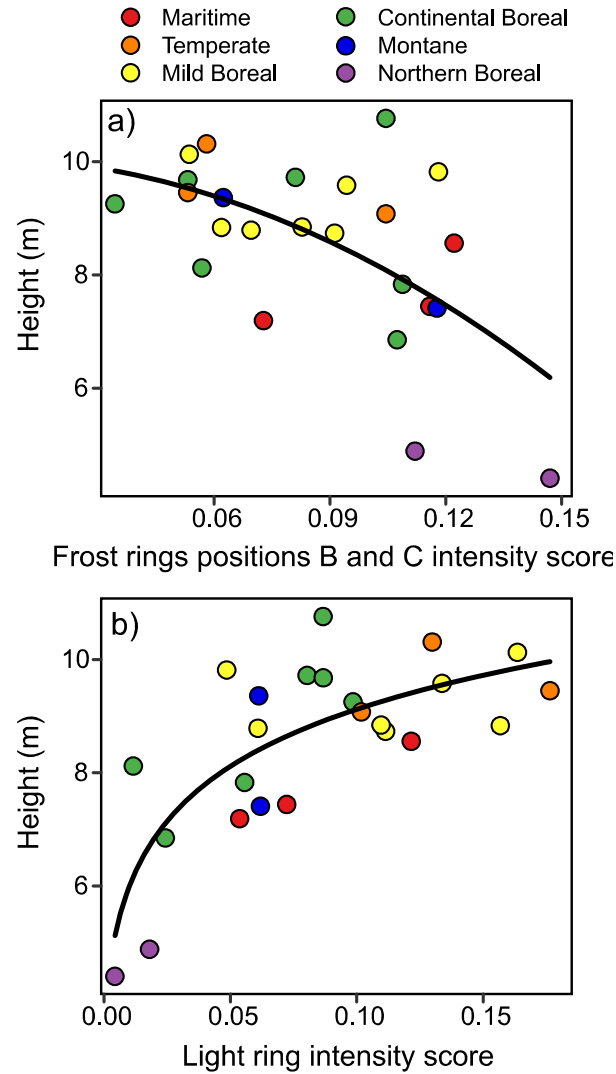 Maritime
Continental Boreal
Temperate
Montane
Mild Boreal
Northern Boreal
a)
10
8
6
Height (m)
0.06 0.09 0.12 0.15
Frost rings positions B and C intensity score
b)
10
8
6
Height (m)
0.00 0.05 0.10 0.15
Light ring intensity score